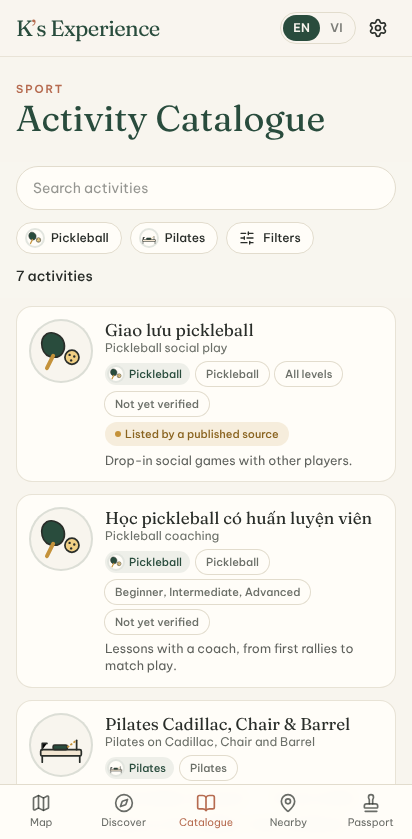 K's Experience
EN VI
SPORT
Activity Catalogue
Search activities
Pickleball Pilates Filters
7 activities
Giao lưu pickleball
Pickleball social play
Pickleball Pickleball All levels
Not yet verified
Listed by a published source
Drop-in social games with other players.
Học pickleball có huấn luyện viên
Pickleball coaching
Pickleball Pickleball
Beginner, Intermediate, Advanced
Not yet verified
Lessons with a coach, from first rallies to
match play.
Pilates Cadillac, Chair & Barrel
Pilates on Cadillac, Chair and Barrel
Pilates Pilates
Map Discover Catalogue Nearby Passport